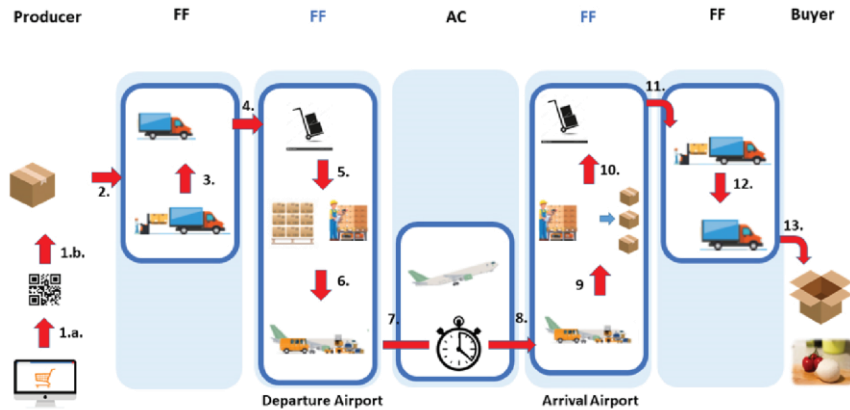 Producer
FF
FF
AC
FF
FF
Buyer
11.
4.
5.
10.
2.
3.
12.
13.
1.b.
6.
9
7.
8.
1.a.
Departure Airport
Arrival Airport